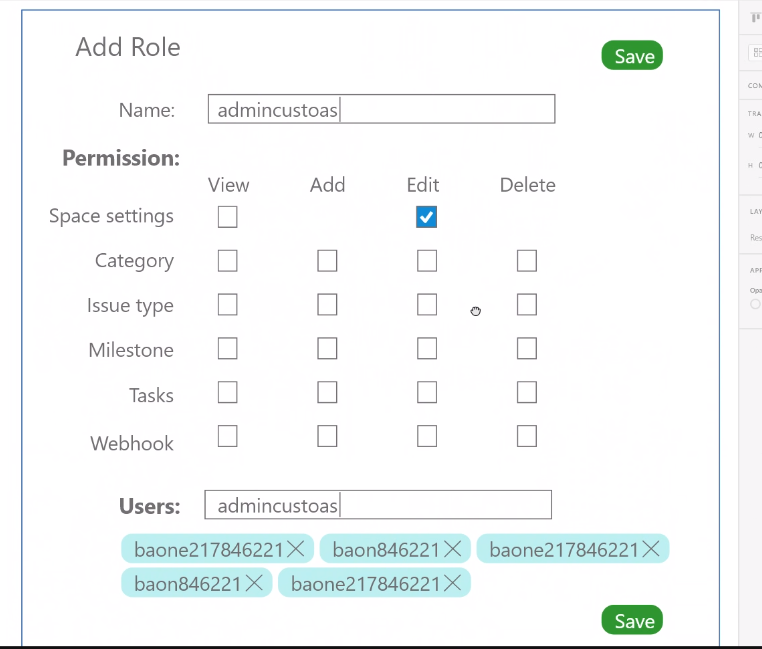 Add Role
Save
Name: admincustoas
Permission:
View Add Edit Delete
Space settings
Category
Issue type
Milestone
Tasks
Webhook
Users: admincustoas
baone217846221 baon846221 baone217846221
baon846221 baone217846221
Save
TRA
W
H